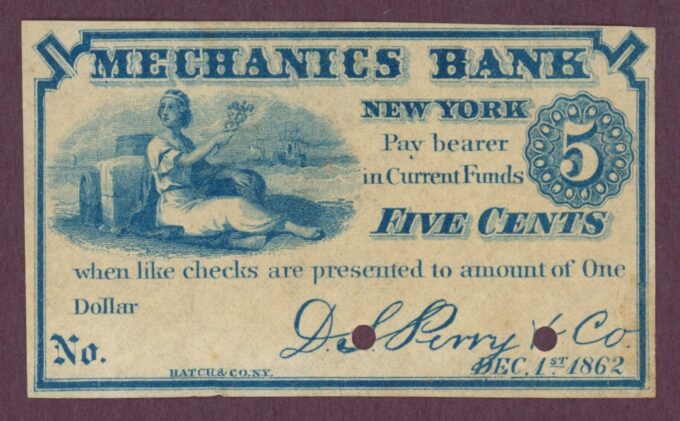 MECHANICS BANK
NEW YORK
Pay bearer
in Current Funds
5
FIVE CENTS
when like checks are presented to amount of One
Dollar
No.
D. S. Perry & Co.
HATCH & CO. N.Y.
DEC. 1ST 1862